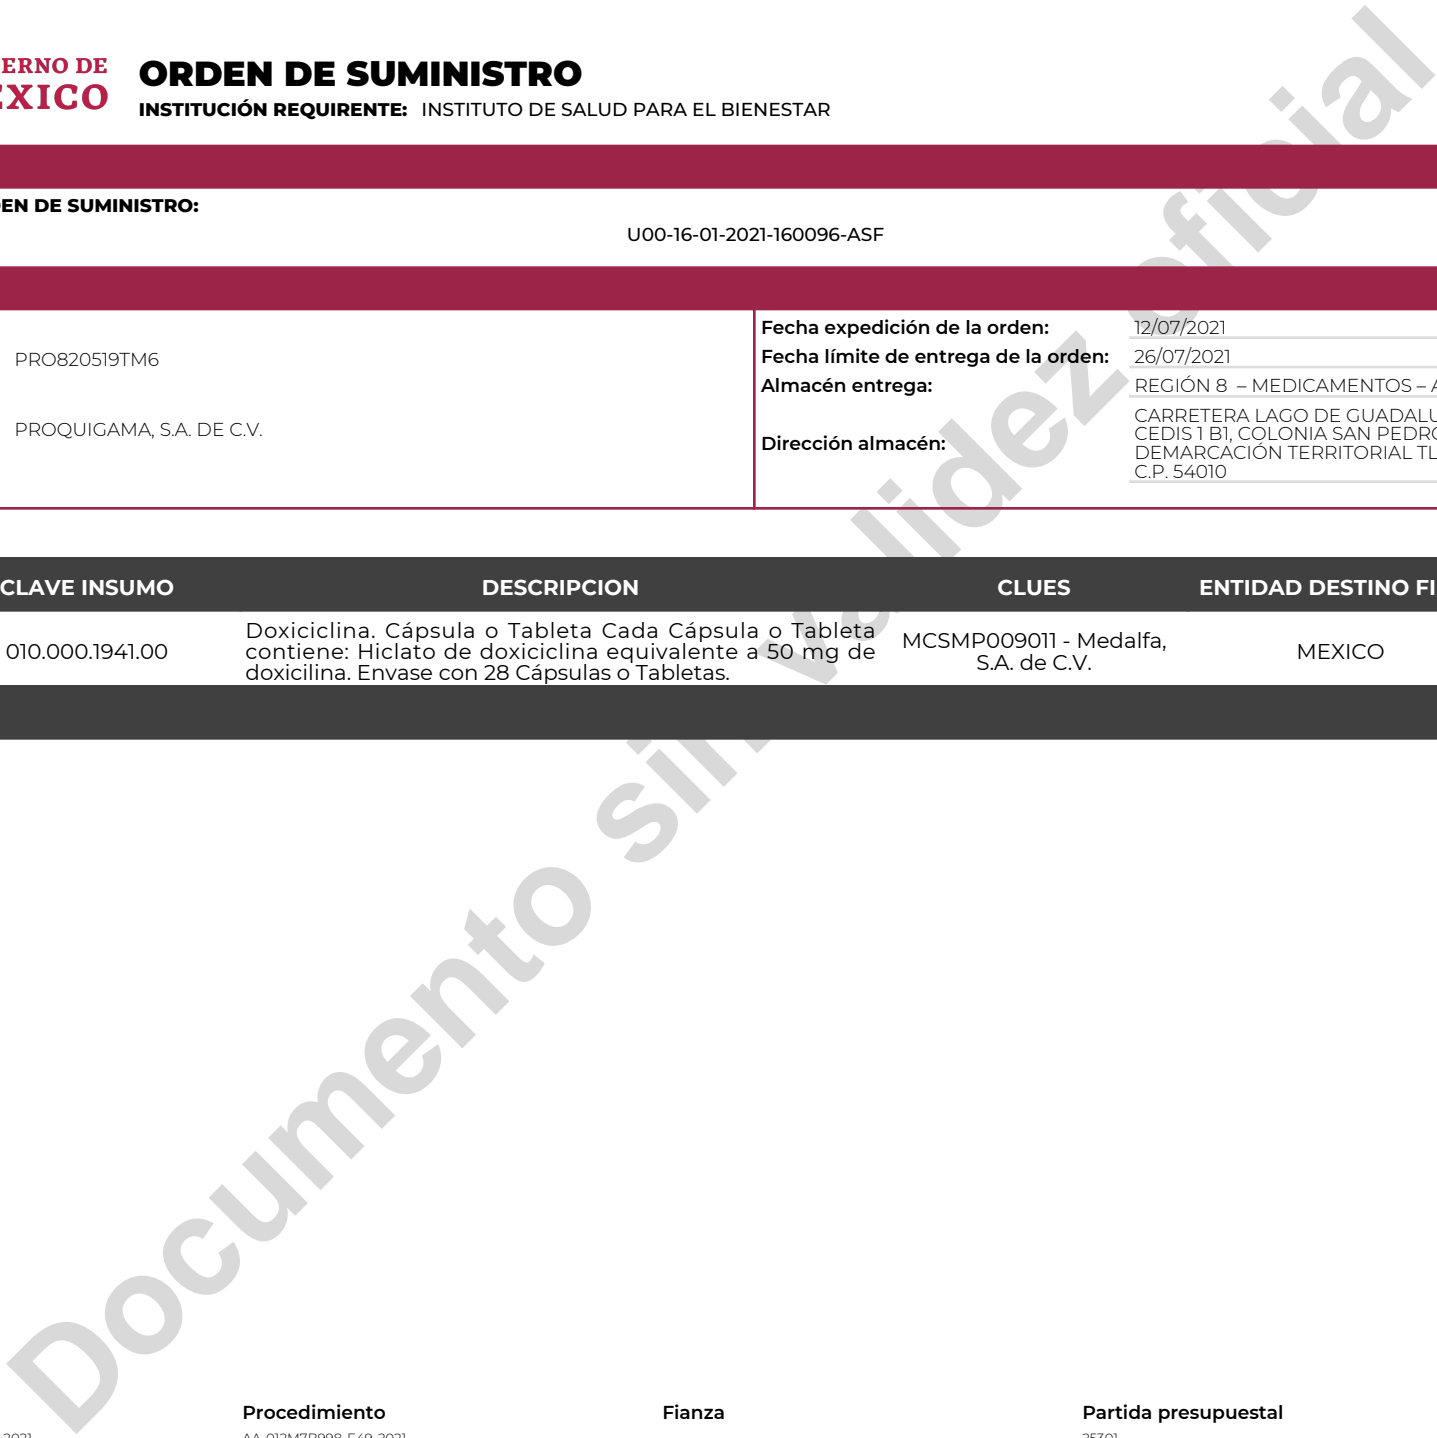 ERNO DE
EXICO
ORDEN DE SUMINISTRO
INSTITUCIÓN REQUIRENTE: INSTITUTO DE SALUD PARA EL BIENESTAR
EN DE SUMINISTRO:
U00-16-01-2021-160096-ASF
PRO820519TM6
PROQUIGAMA, S.A. DE C.V.
Fecha expedición de la orden: 12/07/2021
Fecha límite de entrega de la orden: 26/07/2021
Almacén entrega: REGIÓN 8 – MEDICAMENTOS – A
Dirección almacén:
CARRETERA LAGO DE GUADALU
CEDIS 1 B1, COLONIA SAN PEDRO
DEMARCACIÓN TERRITORIAL TL
C.P. 54010
CLAVE INSUMO DESCRIPCION CLUES ENTIDAD DESTINO FI
010.000.1941.00
Doxiciclina. Cápsula o Tableta Cada Cápsula o Tableta
contiene: Hiclato de doxiciclina equivalente a 50 mg de
doxicilina. Envase con 28 Cápsulas o Tabletas.
MCSMP009011 - Medalfa,
S.A. de C.V.
MEXICO
Documento sin validez oficial
Procedimiento Fianza Partida presupuestal